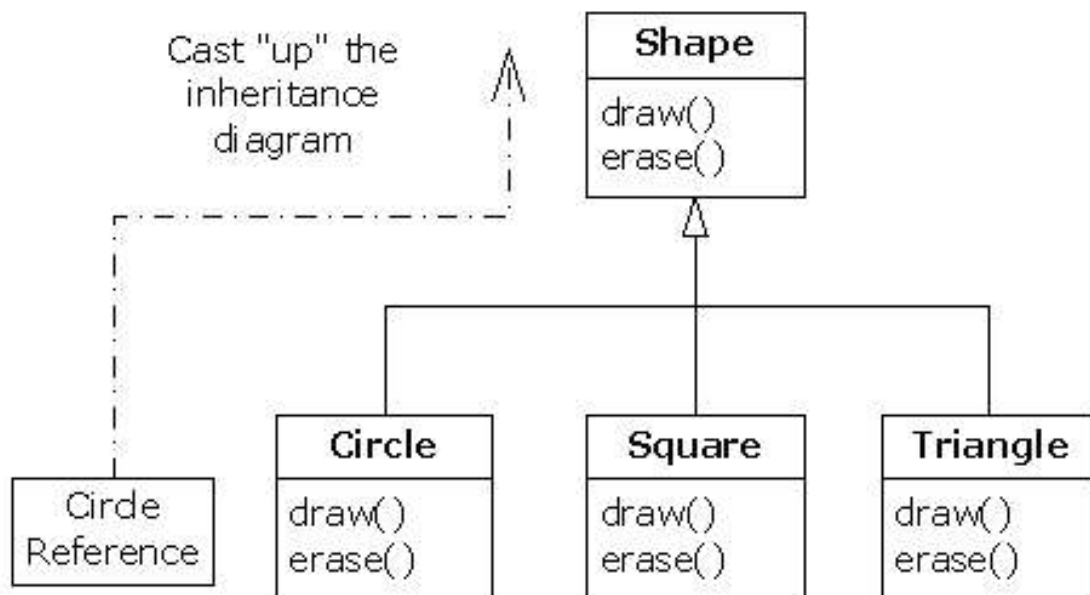 Cast "up" the
inheritance
diagram
Shape
draw()
erase()
Circle
draw()
erase()
Square
draw()
erase()
Triangle
draw()
erase()
Circle
Reference